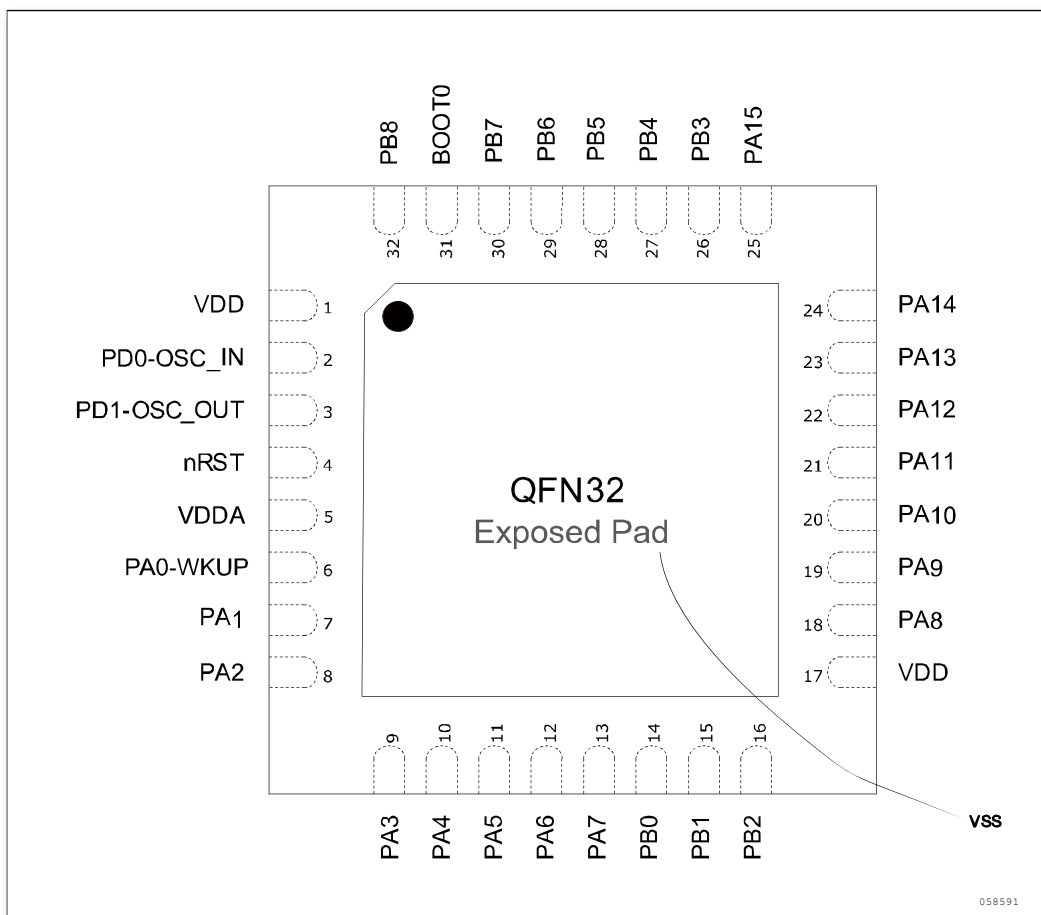 PB8
BOOT0
PB7
PB6
PB5
PB4
PB3
PA15
32
31
30
29
28
27
26
25
VDD 1
PD0-OSC_IN 2
PD1-OSC_OUT 3
nRST 4
VDDA 5
PA0-WKUP 6
PA1 7
PA2 8
24 PA14
23 PA13
22 PA12
21 PA11
20 PA10
19 PA9
18 PA8
17 VDD
QFN32
Exposed Pad
9
10
11
12
13
14
15
16
PA3
PA4
PA5
PA6
PA7
PB0
PB1
PB2
VSS
058591